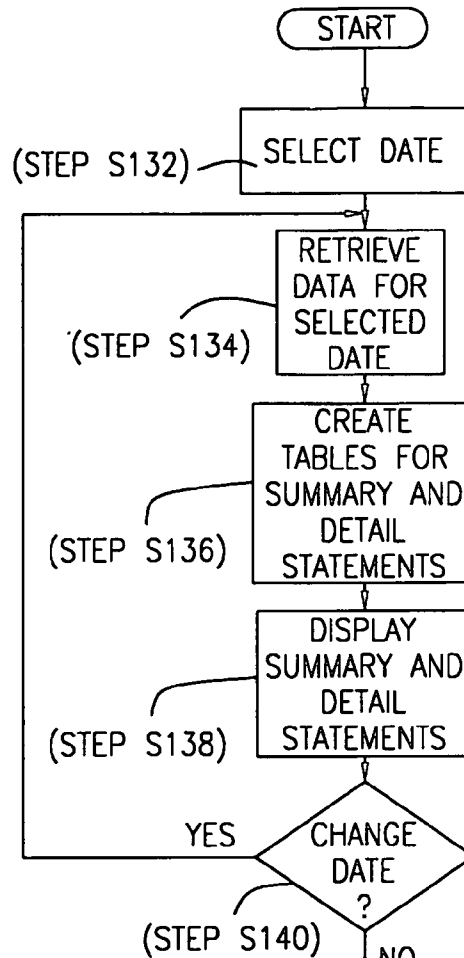 START
SELECT DATE
(STEP S132)
RETRIEVE
DATA FOR
SELECTED
DATE
(STEP S134)
CREATE
TABLES FOR
SUMMARY AND
DETAIL
STATEMENTS
(STEP S136)
DISPLAY
SUMMARY AND
DETAIL
STATEMENTS
(STEP S138)
YES
CHANGE
DATE
?
(STEP S140)
NO